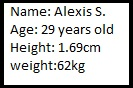 Name: Alexis S.
Age: 29 years old
Height: 1.69cm
weight:62kg